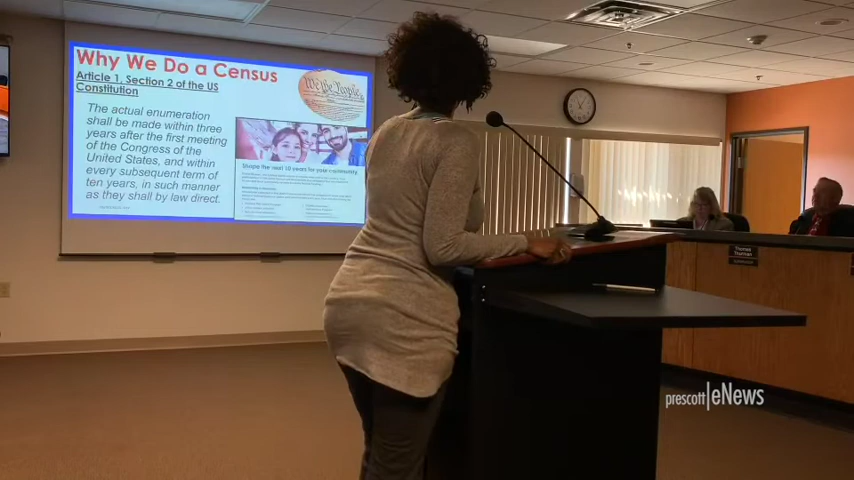 Why We Do a Census
Article 1, Section 2 of the US
Constitution
We the People
The actual enumeration
shall be made within three
years after the first meeting
of the Congress of the
United States, and within
every subsequent term of
ten years, in such manner
as they shall by law direct.
Shape the next 10 years for your community.
Thomas
Thurman
prescott|eNews